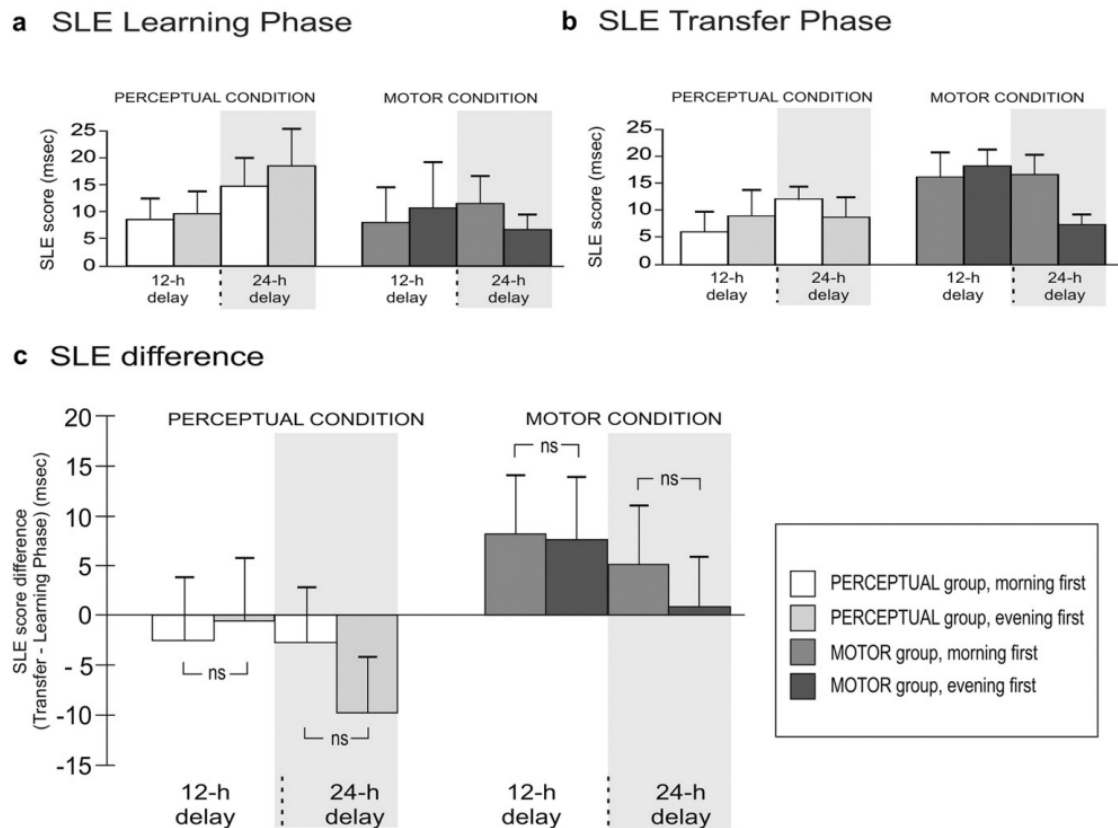 a SLE Learning Phase
b SLE Transfer Phase
PERCEPTUAL CONDITION
MOTOR CONDITION
SLE score (msec)
25
20
15
10
5
0
12-h delay
24-h delay
12-h delay
24-h delay
PERCEPTUAL CONDITION
MOTOR CONDITION
SLE score (msec)
25
20
15
10
5
0
12-h delay
24-h delay
12-h delay
24-h delay
c SLE difference
PERCEPTUAL CONDITION
MOTOR CONDITION
SLE score difference
(Transfer - Learning Phase) (msec)
20
15
10
5
0
- 5
-10
-15
ns
ns
ns
ns
12-h
delay
24-h
delay
12-h
delay
24-h
delay
PERCEPTUAL group, morning first
PERCEPTUAL group, evening first
MOTOR group, morning first
MOTOR group, evening first